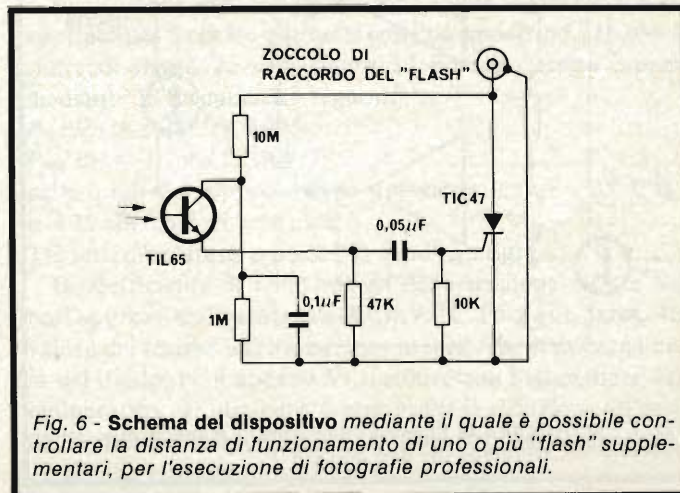 ZOCCOLO DI
RACCORDO DEL "FLASH"
10M
TIC47
0,05µF
TIL65
0,1µF
47K
10K
1M
Fig. 6 - Schema del dispositivo mediante il quale è possibile con-
trollare la distanza di funzionamento di uno o più "flash" supple-
mentari, per l'esecuzione di fotografie professionali.